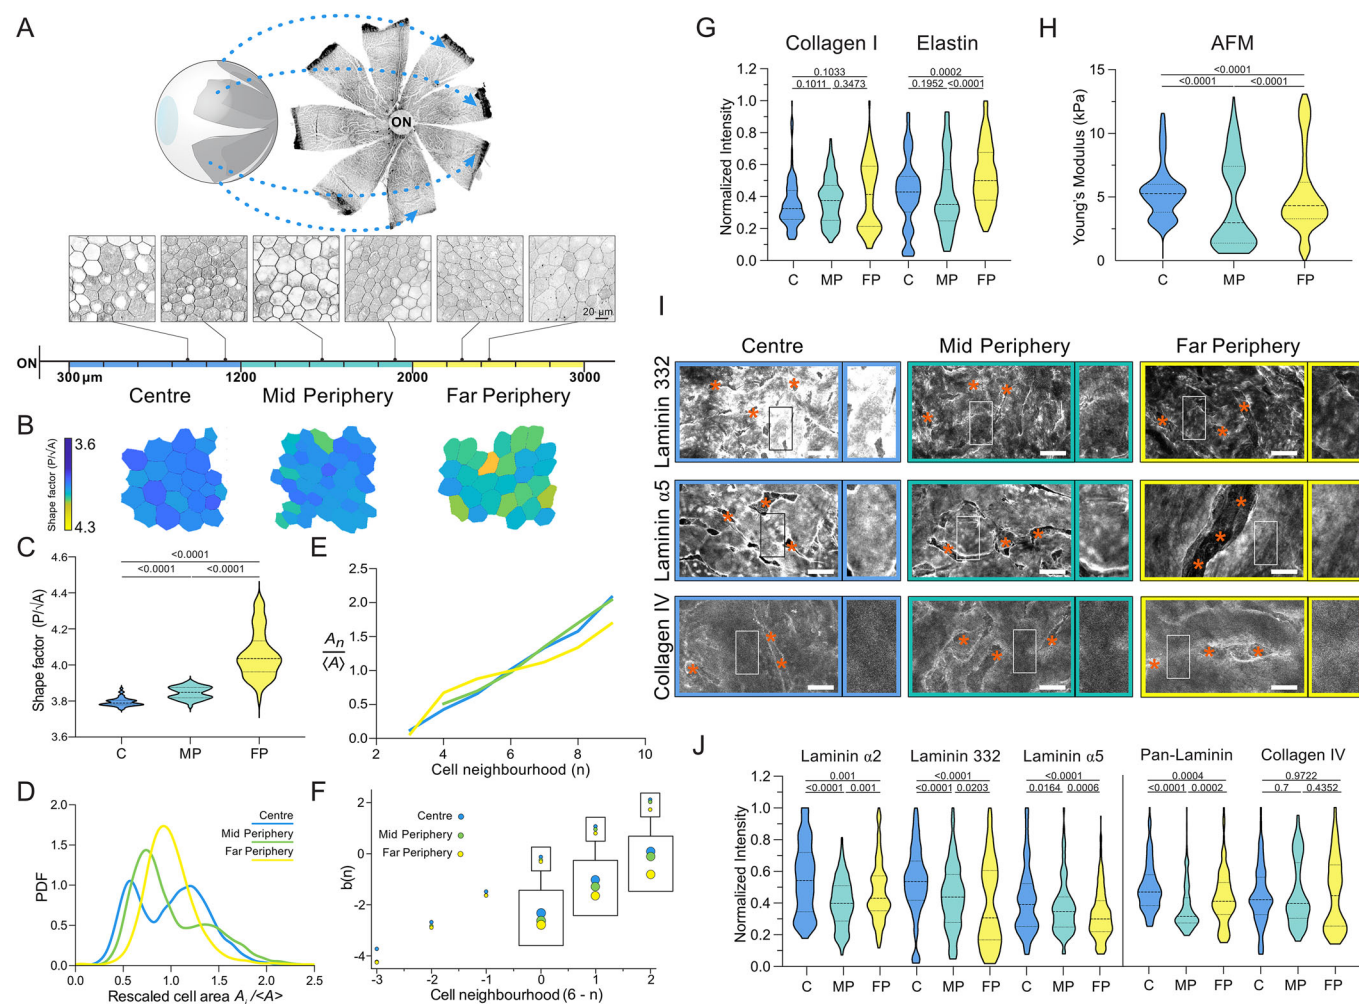 A
ON
20 µm
ON
300 µm
1200
2000
3000
Centre
Mid Periphery
Far Periphery
B
Shape factor (P/√A)
3.6
4.3
C
Shape factor (P/√A)
4.6
4.4
4.2
4.0
3.8
3.6
<0.0001
<0.0001
<0.0001
C
MP
FP
D
PDF
2.0
1.5
1.0
0.5
0.0
Centre
Mid Periphery
Far Periphery
0.0
0.5
1.0
1.5
2.0
2.5
Rescaled cell area Aᵢ/<A>
E
Aₙ
⟨A⟩
2.5
2.0
1.5
1.0
0.5
0.0
2
4
6
8
10
Cell neighbourhood (n)
F
b(n)
2
0
-2
-4
Centre
Mid Periphery
Far Periphery
-3
-2
-1
0
1
2
Cell neighbourhood (6 - n)
G
Collagen I
Elastin
Normalized Intensity
1.2
1.0
0.8
0.6
0.4
0.2
0.0
0.1033
0.1011
0.3473
0.0002
0.1952
<0.0001
C
MP
FP
C
MP
FP
H
AFM
Young's Modulus (kPa)
15
10
5
0
<0.0001
<0.0001
<0.0001
C
MP
FP
I
Centre
Mid Periphery
Far Periphery
Laminin 332
Laminin α5
Collagen IV
J
Laminin α2
Laminin 332
Laminin α5
Pan-Laminin
Collagen IV
Normalized Intensity
1.2
1.0
0.8
0.6
0.4
0.2
0.0
0.001
<0.0001
0.001
<0.0001
<0.0001
0.0203
<0.0001
0.0164
0.0006
0.0004
<0.0001
0.0002
0.9722
0.7
0.4352
C
MP
FP
C
MP
FP
C
MP
FP
C
MP
FP
C
MP
FP